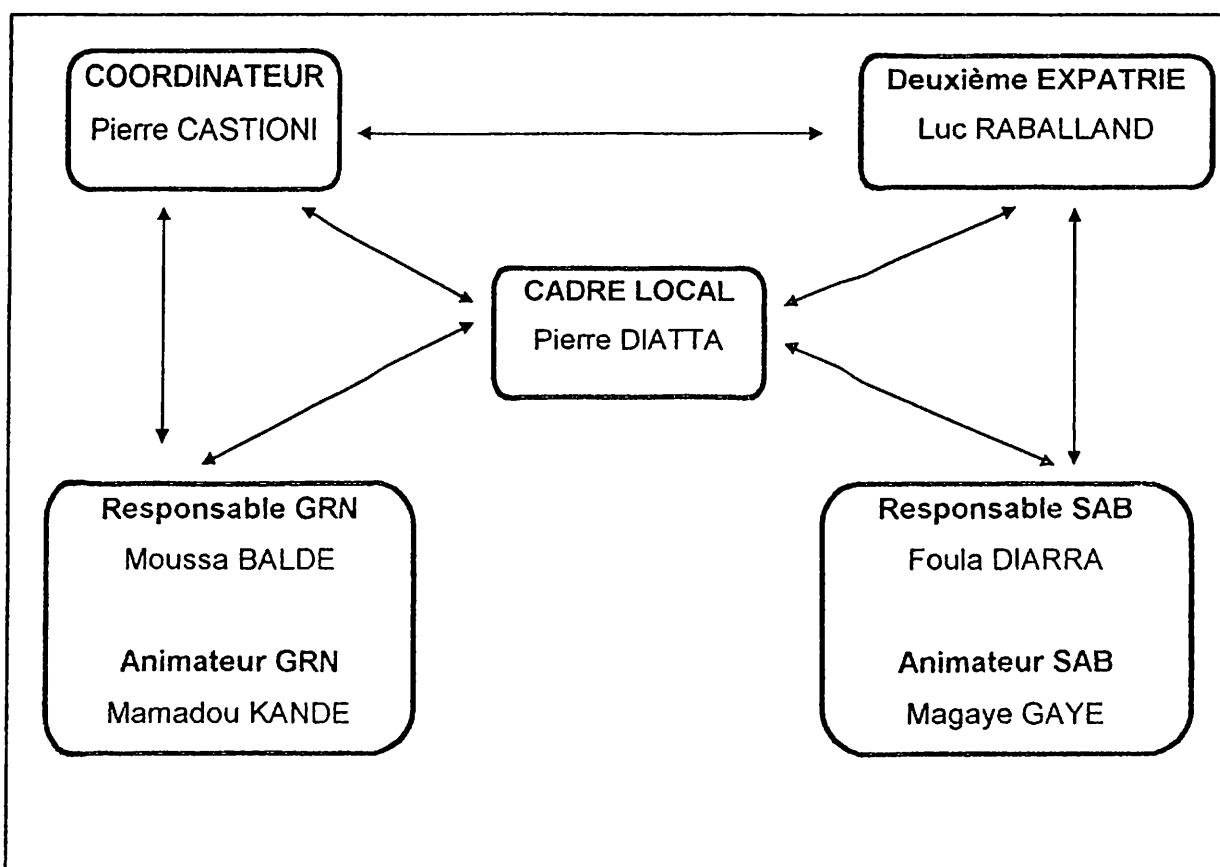 COORDINATEUR
Pierre CASTIONI
Deuxième EXPATRIE
Luc RABALLAND
CADRE LOCAL
Pierre DIATTA
Responsable GRN
Moussa BALDE
Animateur GRN
Mamadou KANDE
Responsable SAB
Foula DIARRA
Animateur SAB
Magaye GAYE